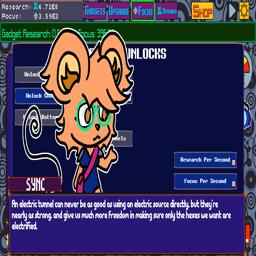 Research: 6.71E8
Focus: 3.59E3
GADGETS
UPGRADE
FOCUS
SHOP
Gadget Research:
Focus:
UNLOCKS
Research Per Second
Focus Per Second
SYNC
An electric tunnel can never be as good as using an electric source directly, but they're
nearly as strong, and give us much more freedom in making sure only the hexes we want are
electrified.